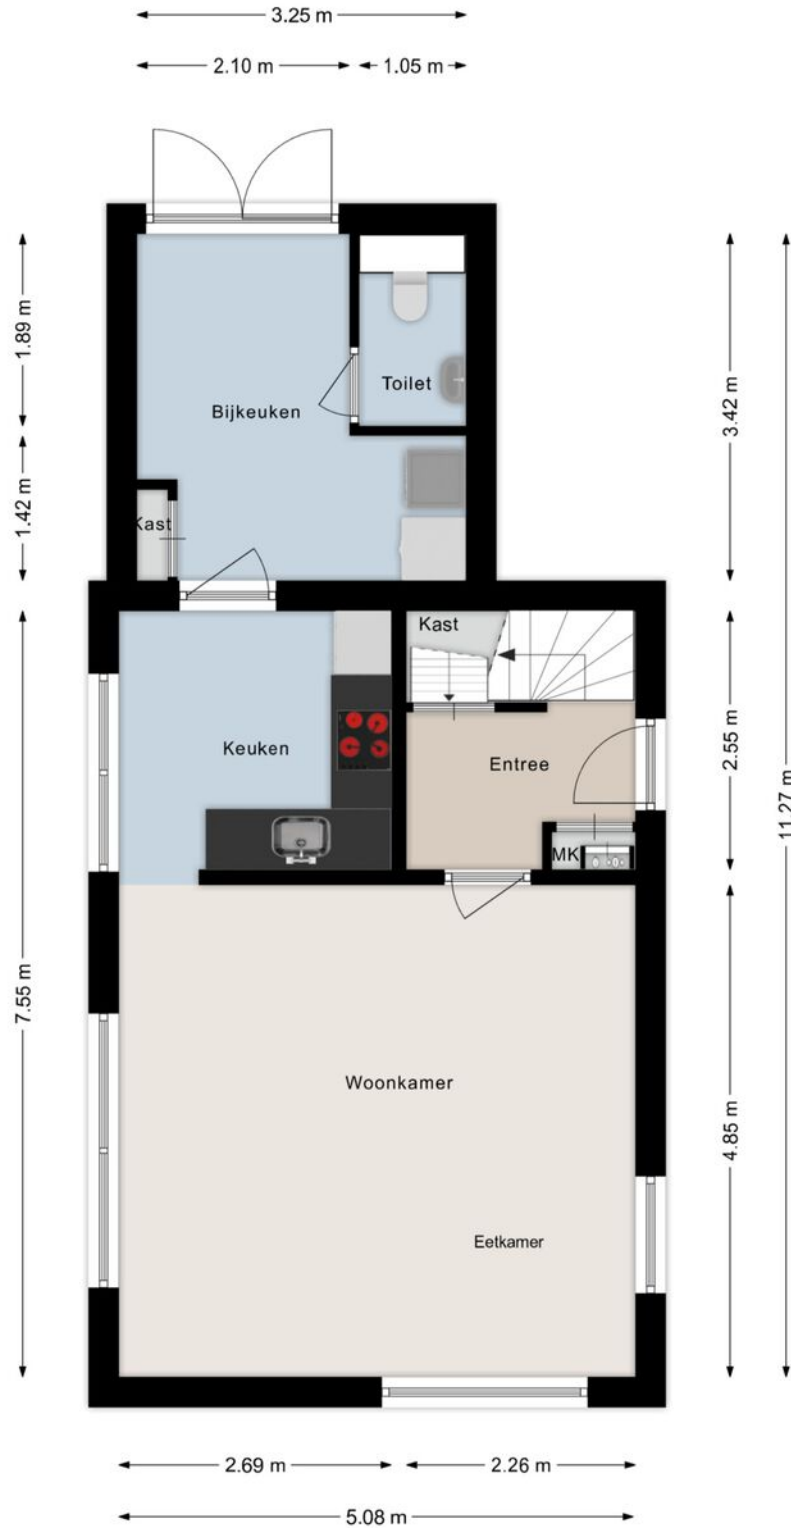 3.25 m
2.10 m
1.05 m
1.89 m
3.42 m
Toilet
Bijkeuken
1.42 m
Kast
Kast
2.55 m
Keuken
Entree
11.27 m
MK
7.55 m
Woonkamer
4.85 m
Eetkamer
2.69 m
2.26 m
5.08 m